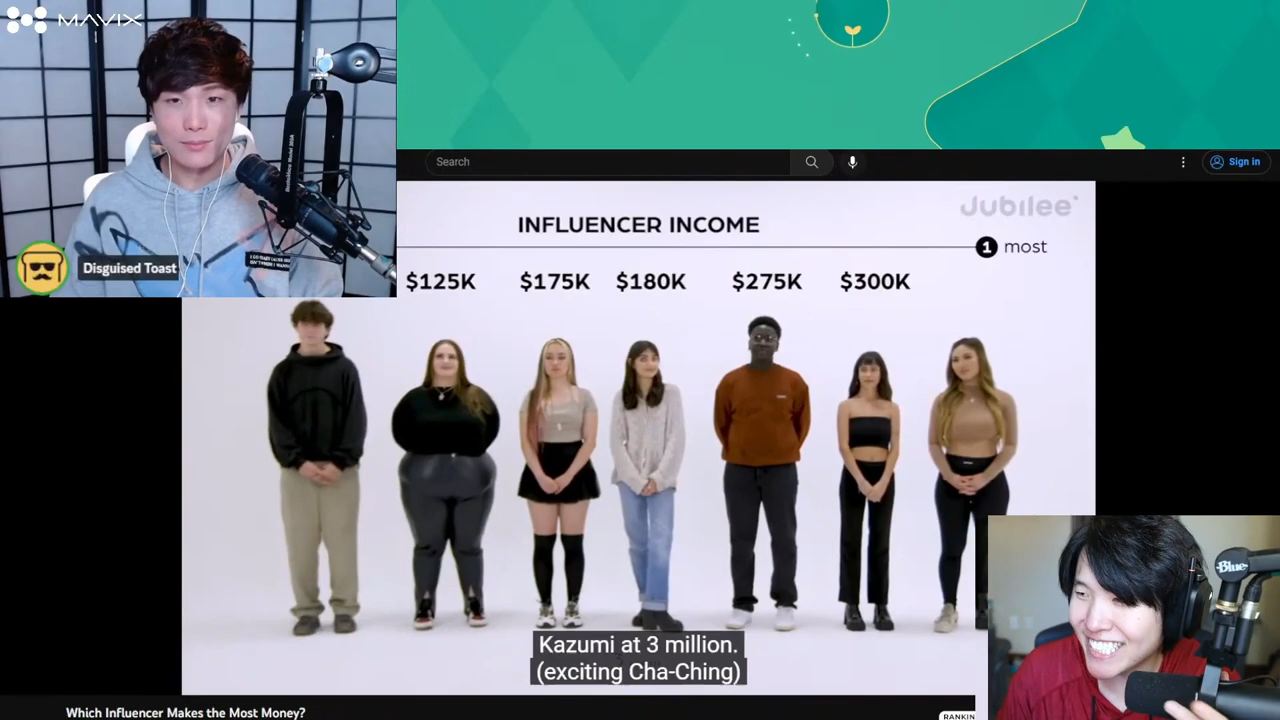 MAVIX
Search
Sign in
Jubilee
INFLUENCER INCOME
1 most
$125K $175K $180K $275K $300K
Disguised Toast
Blue
Kazumi at 3 million.
(exciting Cha-Ching)
Which Influencer Makes the Most Money?
RANKIN